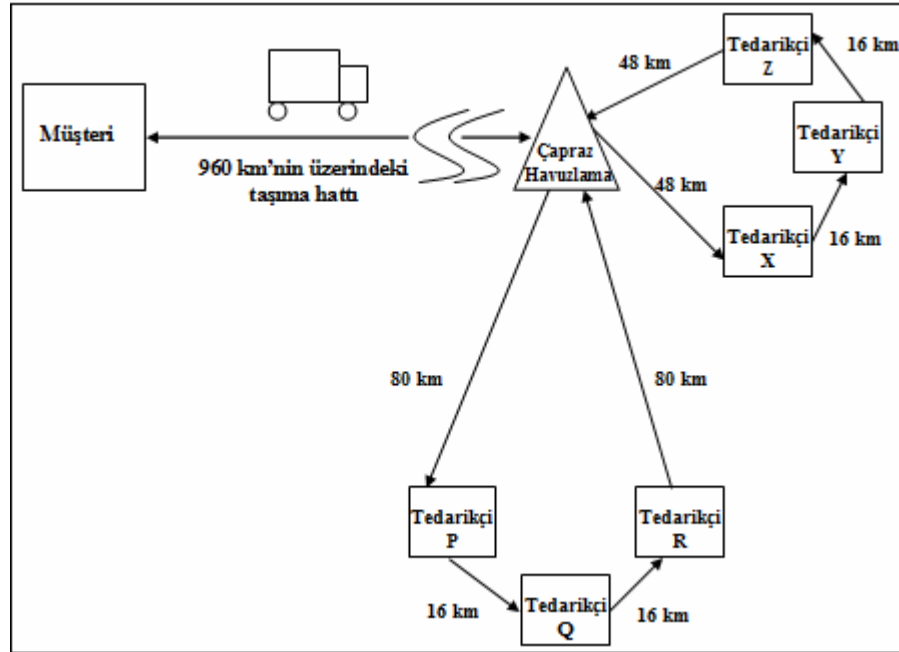 Müşteri
960 km'nin üzerindeki
taşıma hattı
Çapraz
Havuzlama
48 km
Tedarikçi
Z
16 km
Tedarikçi
Y
48 km
Tedarikçi
X
16 km
80 km
80 km
Tedarikçi
P
Tedarikçi
R
16 km
Tedarikçi
Q
16 km